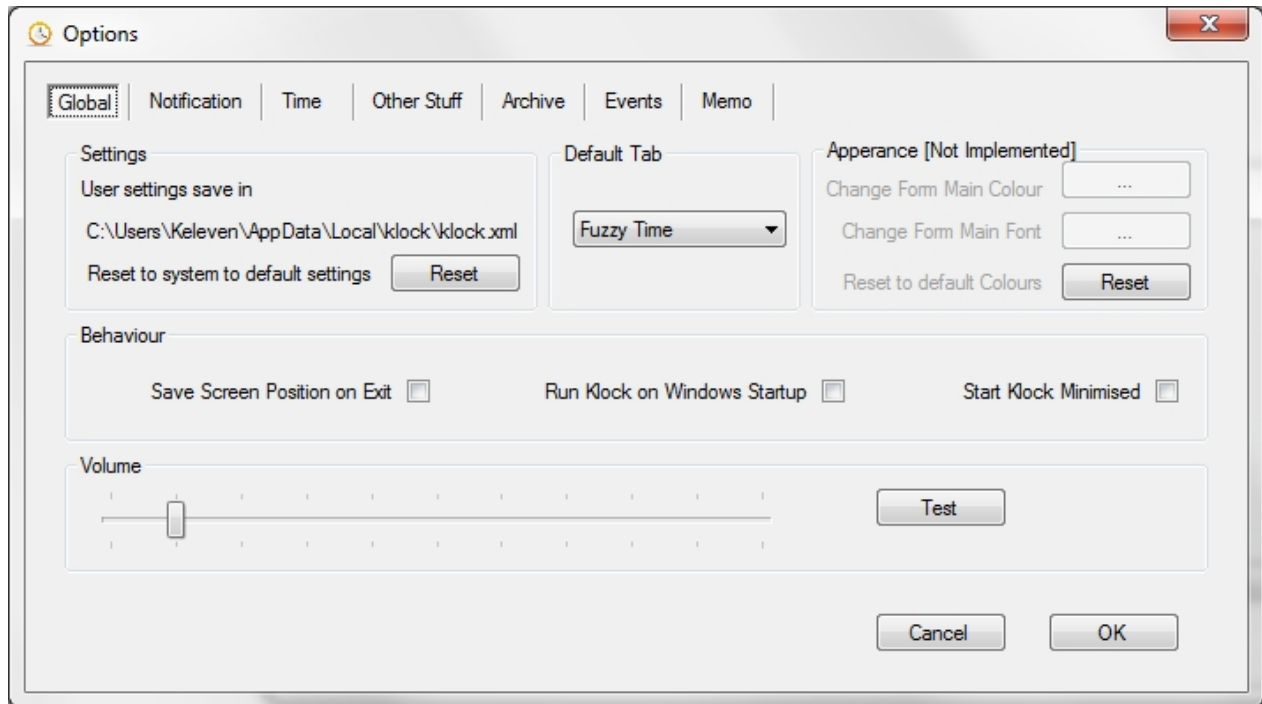 Options
Global Notification Time Other Stuff Archive Events Memo
Settings
User settings save in
C:\Users\Keleven\AppData\Local\klock\klock.xml
Reset to system to default settings Reset
Default Tab
Fuzzy Time
Apperance [Not Implemented]
Change Form Main Colour ...
Change Form Main Font ...
Reset to default Colours Reset
Behaviour
Save Screen Position on Exit Run Klock on Windows Startup Start Klock Minimised
Volume
Test
Cancel OK